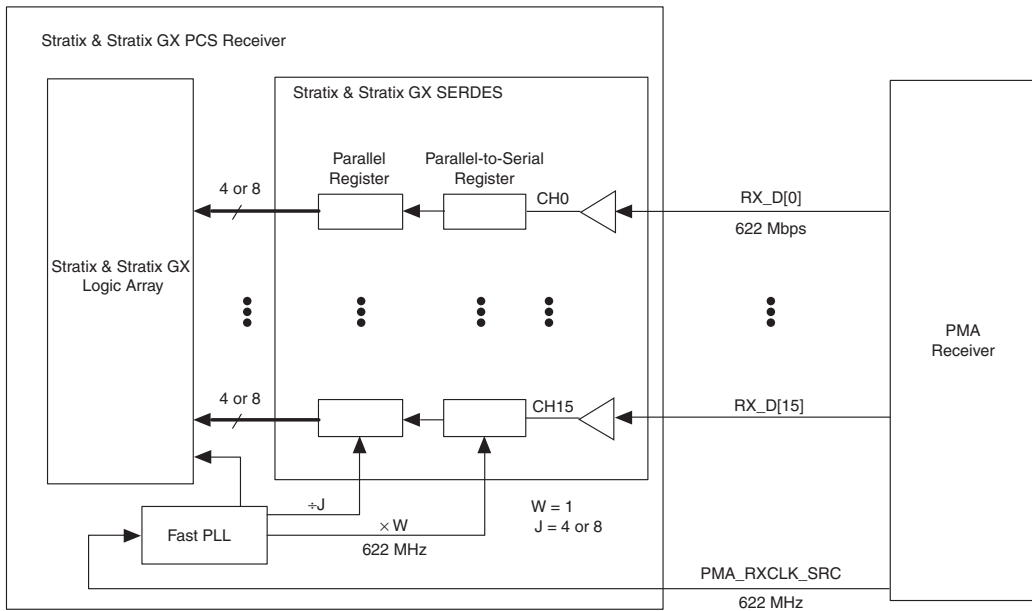 Stratix & Stratix GX PCS Receiver
Stratix & Stratix GX SERDES
Parallel
Register
Parallel-to-Serial
Register
4 or 8
CH0
RX_D[0]
622 Mbps
Stratix & Stratix GX
Logic Array
PMA
Receiver
4 or 8
CH15
RX_D[15]
÷J
W = 1
J = 4 or 8
Fast PLL
× W
622 MHz
PMA_RXCLK_SRC
622 MHz